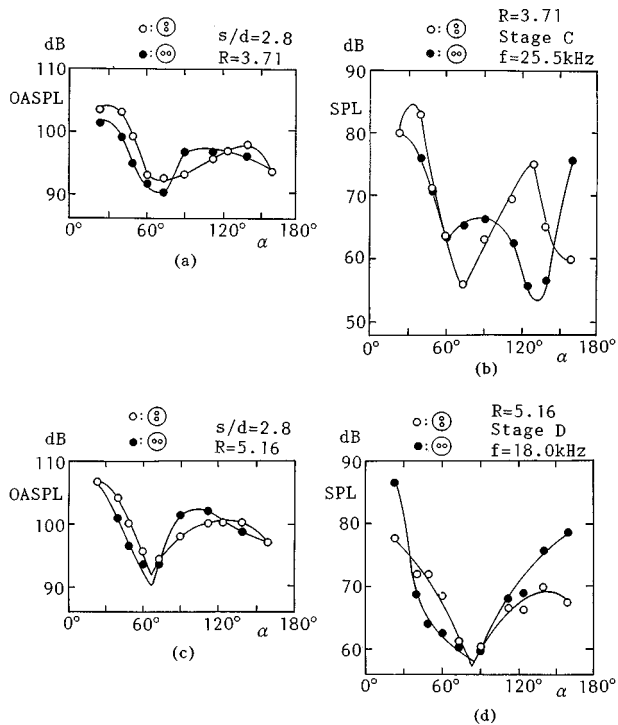 dB
s/d=2.8
R=3.71
OASPL
110
100
90
0°
60°
120°
180°
α
(a)
dB
R=3.71
Stage C
f=25.5kHz
SPL
90
80
70
60
50
0°
60°
120°
180°
α
(b)
dB
s/d=2.8
R=5.16
OASPL
110
100
90
0°
60°
120°
180°
α
(c)
dB
R=5.16
Stage D
f=18.0kHz
SPL
90
80
70
60
0°
60°
120°
180°
α
(d)